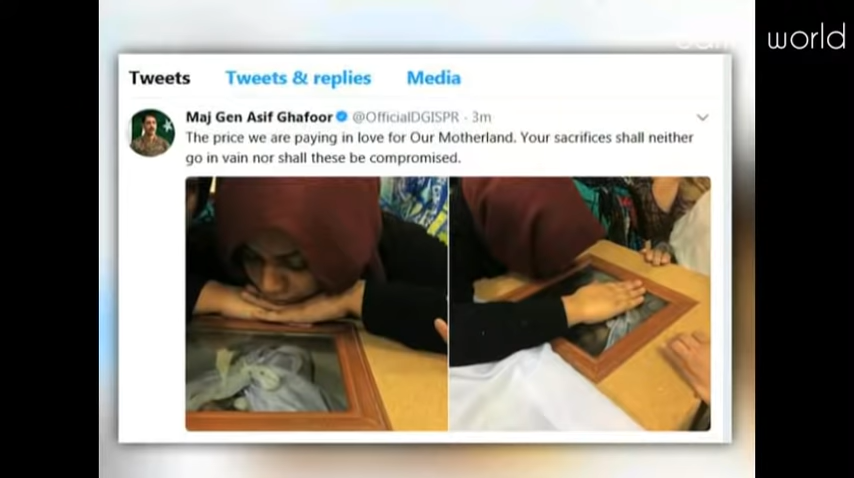 world
Tweets Tweets & replies Media
Maj Gen Asif Ghafoor @OfficialDGISPR · 3m
The price we are paying in love for Our Motherland. Your sacrifices shall neither
go in vain nor shall these be compromised.